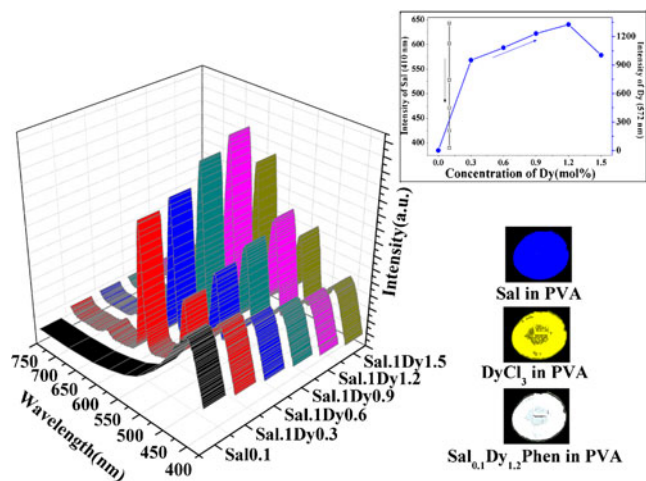 750
700
650
600
550
500
450
400
Wavelength(nm)
Sal0.1
Sal.1Dy0.3
Sal.1Dy0.6
Sal.1Dy0.9
Sal.1Dy1.2
Sal.1Dy1.5
Intensity(a.u.)
650
600
550
500
450
400
Intensity of Sal (410 nm)
1200
900
600
300
0
Intensity of Dy (572 nm)
0.0 0.3 0.6 0.9 1.2 1.5
Concentration of Dy(mol%)
Sal in PVA
DyCl₃ in PVA
Sal₀.₁Dy₁.₂Phen in PVA